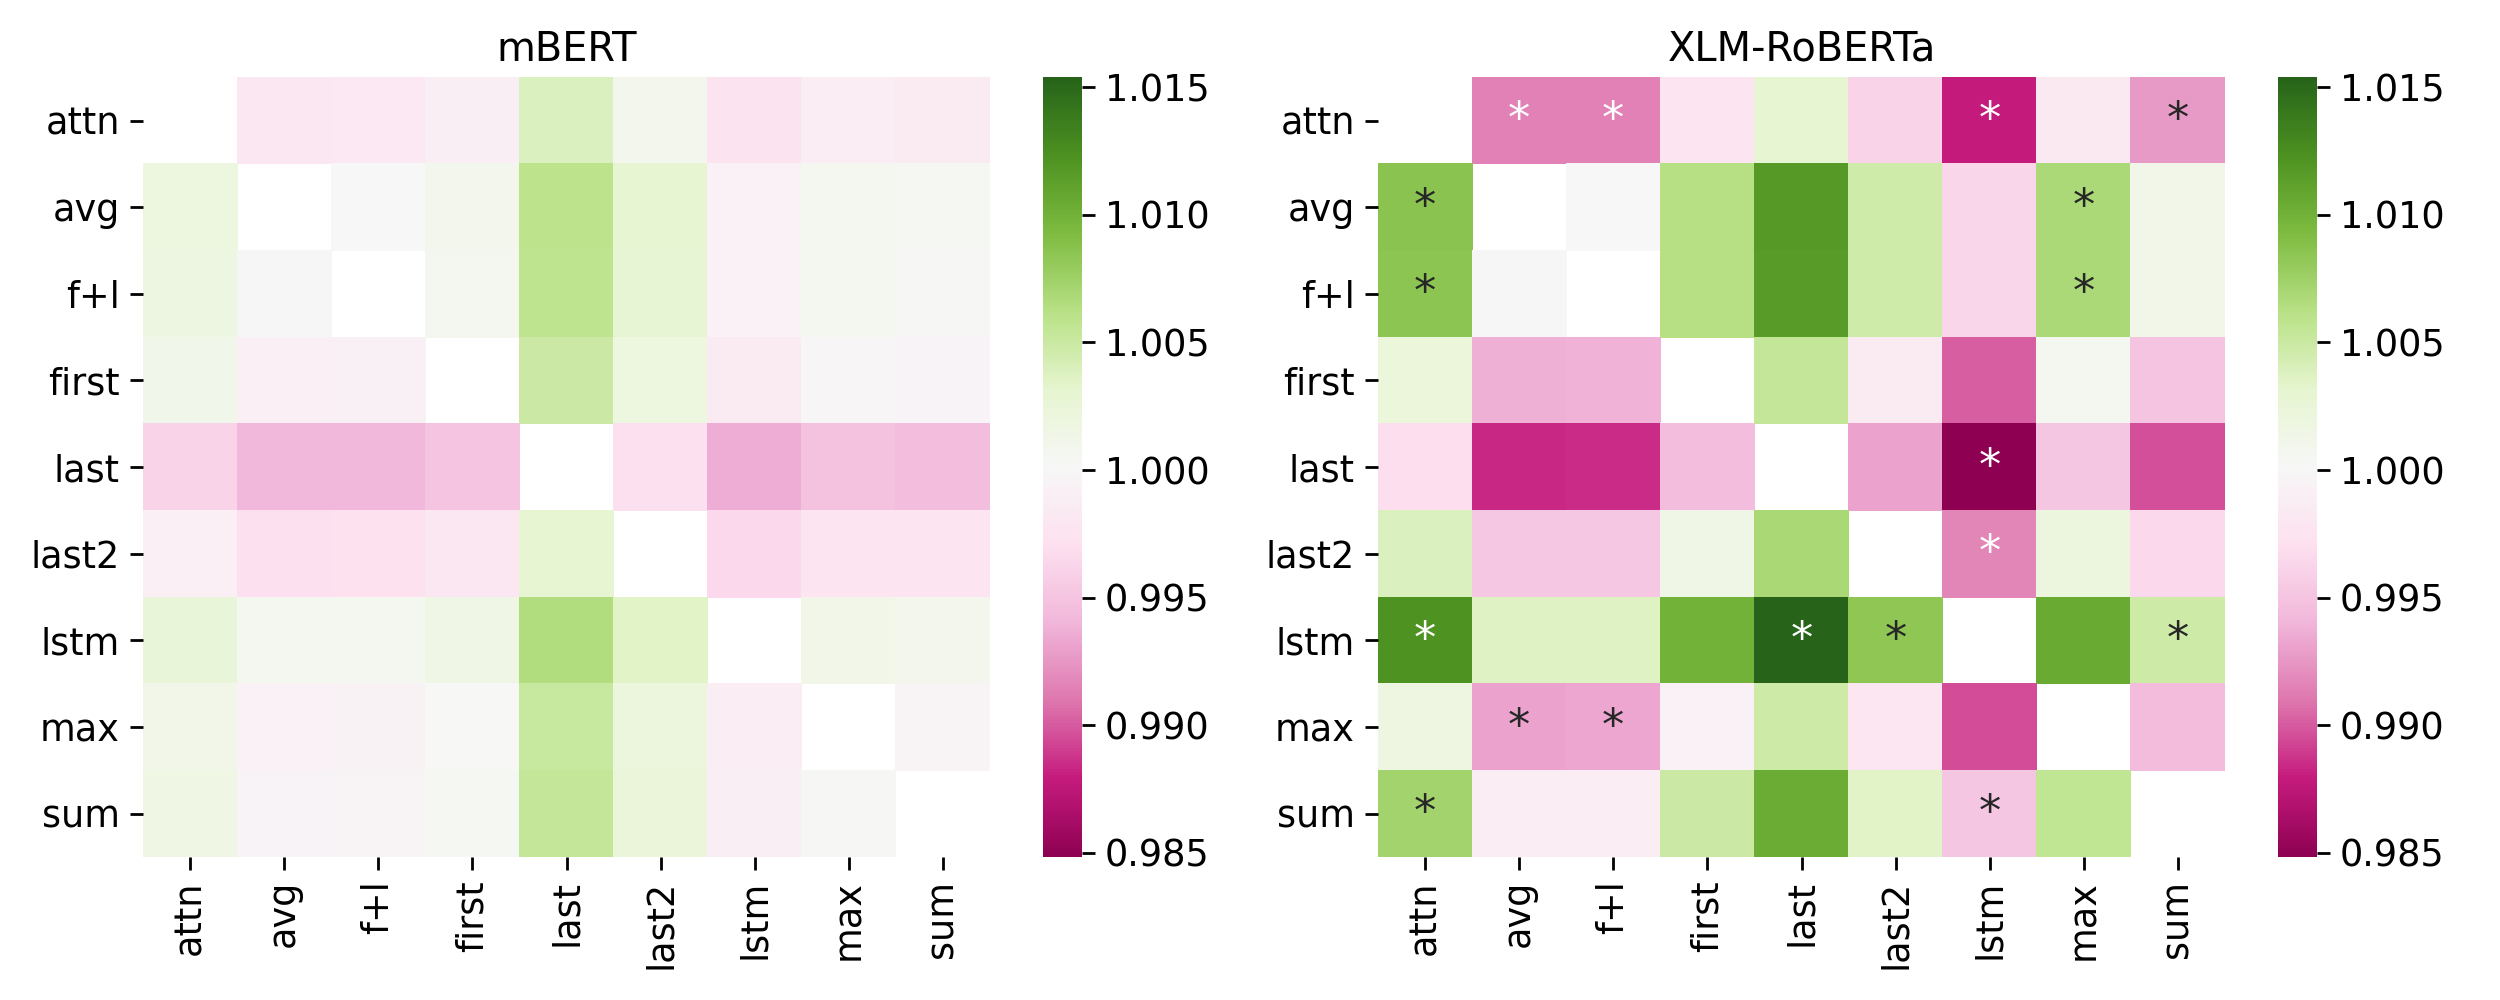 mBERT
attn
avg
f+l
first
last
last2
lstm
max
sum
attn
avg
f+l
first
last
last2
lstm
max
sum
1.015
1.010
1.005
1.000
0.995
0.990
0.985
XLM-RoBERTa
attn * * * *
avg * *
f+l * *
first
last *
last2 *
lstm * * * *
max * *
sum * *
attn
avg
f+l
first
last
last2
lstm
max
sum
1.015
1.010
1.005
1.000
0.995
0.990
0.985